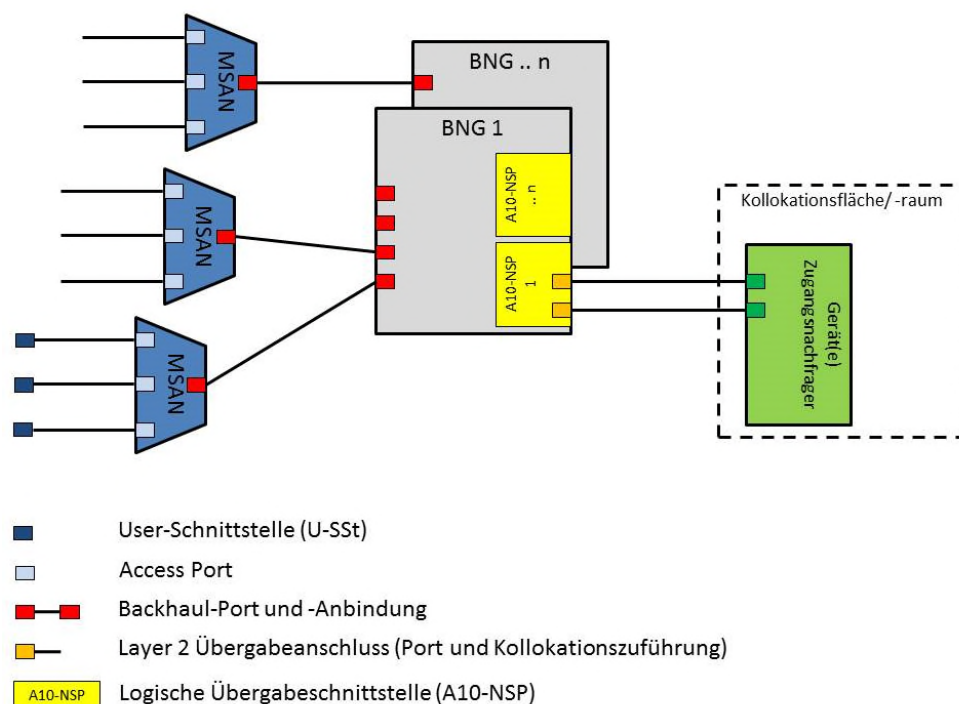 MSAN
BNG .. n
BNG 1
A10-NSP
.. n
MSAN
A10-NSP
1
Kollokationsfläche/ -raum
Gerät(e)
Zugangsnachfrager
MSAN
User-Schnittstelle (U-SSt)
Access Port
Backhaul-Port und -Anbindung
Layer 2 Übergabeanschluss (Port und Kollokationszuführung)
A10-NSP
Logische Übergabeschnittstelle (A10-NSP)